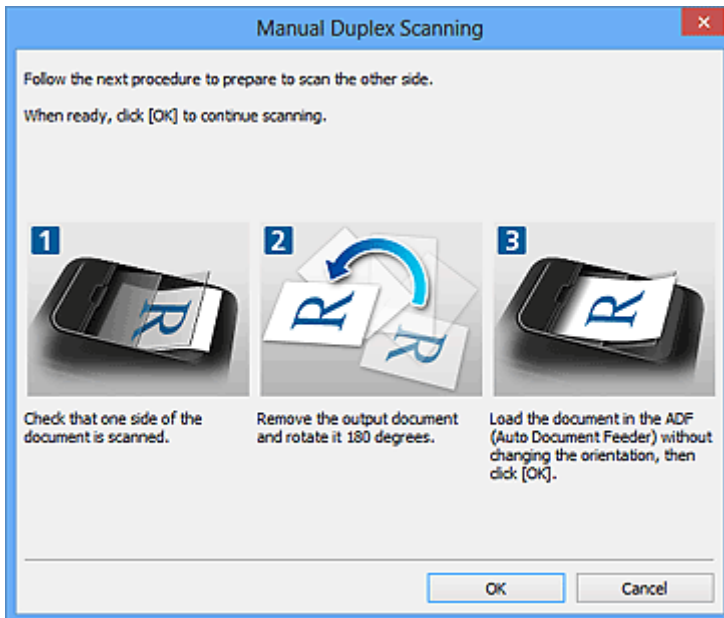 Manual Duplex Scanning
Follow the next procedure to prepare to scan the other side.
When ready, click [OK] to continue scanning.
1
R
Check that one side of the
document is scanned.
2
R
R
Remove the output document
and rotate it 180 degrees.
3
R
Load the document in the ADF
(Auto Document Feeder) without
changing the orientation, then
click [OK].
OK
Cancel